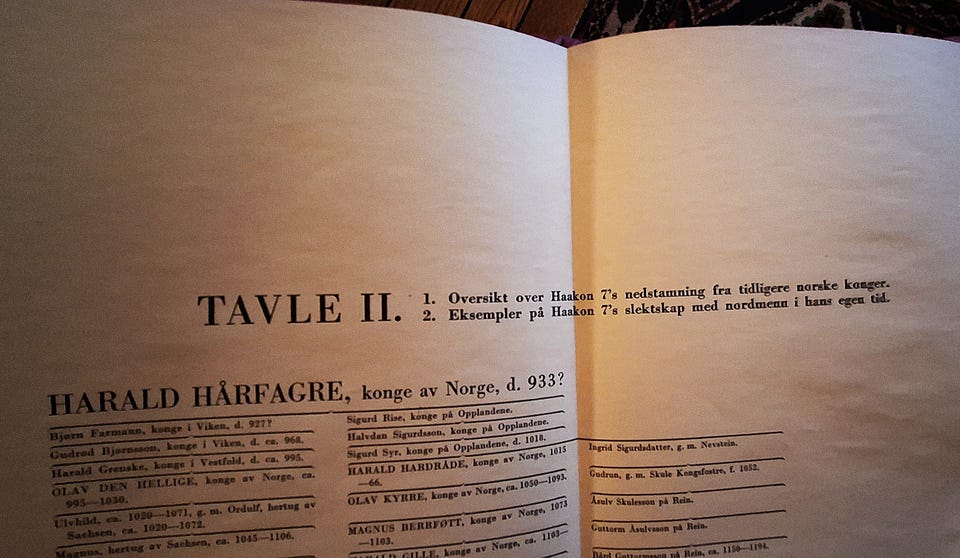 TAVLE II.
1. Oversikt over Haakon 7's nedstamning fra tidligere norske konger.
2. Eksempler på Haakon 7's slektskap med nordmenn i hans egen tid.
HARALD HÅRFAGRE, konge av Norge, d. 933?
Bjørn Farmann, konge i Viken, d. 927?
Gudrød Bjørnsson, konge i Viken, d. ca. 968.
Harald Grenske, konge i Vestfold, d. ca. 995.
OLAV DEN HELLIGE, konge av Norge, ca.
995—1030.
Ulvhild, ca. 1020—1071, g. m. Ordulf, hertug av
Sachsen, ca. 1020—1072.
Magnus, hertug av Sachsen, ca. 1045—1106.
Sigurd Rise, konge på Opplandene.
Halvdan Sigurdsson, konge på Opplandene.
Sigurd Syr, konge på Opplandene, d. 1018.
HARALD HARDRÅDE, konge av Norge, 1015
—66.
OLAV KYRRE, konge av Norge, ca. 1050—1093.
MAGNUS BERRFØTT, konge av Norge, 1073
—1103.
HARALD GILLE, konge av Norge, ca. 1103—
Ingrid Sigurdsdatter, g. m. Nevstein.
Gudrun, g. m. Skule Kongsfostre, f. 1052.
Åsulv Skulesson på Rein.
Guttorm Åsulvsson på Rein.
Bård Guttormsson på Rein, ca. 1150—1194.